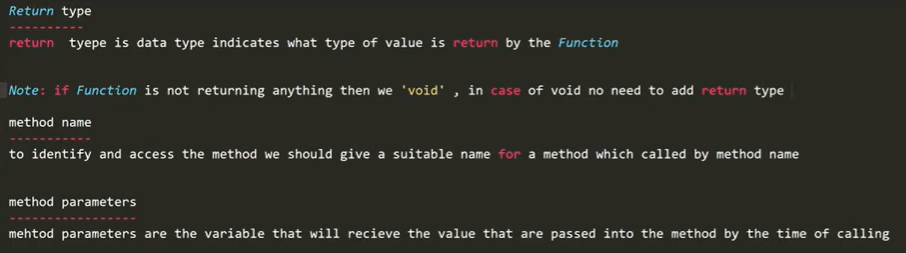 Return type
----------
return  tyepe is data type indicates what type of value is return by the Function
Note: if Function is not returning anything then we 'void' , in case of void no need to add return type
method name
-----------
to identify and access the method we should give a suitable name for a method which called by method name
method parameters
-----------------
mehtod parameters are the variable that will recieve the value that are passed into the method by the time of calling